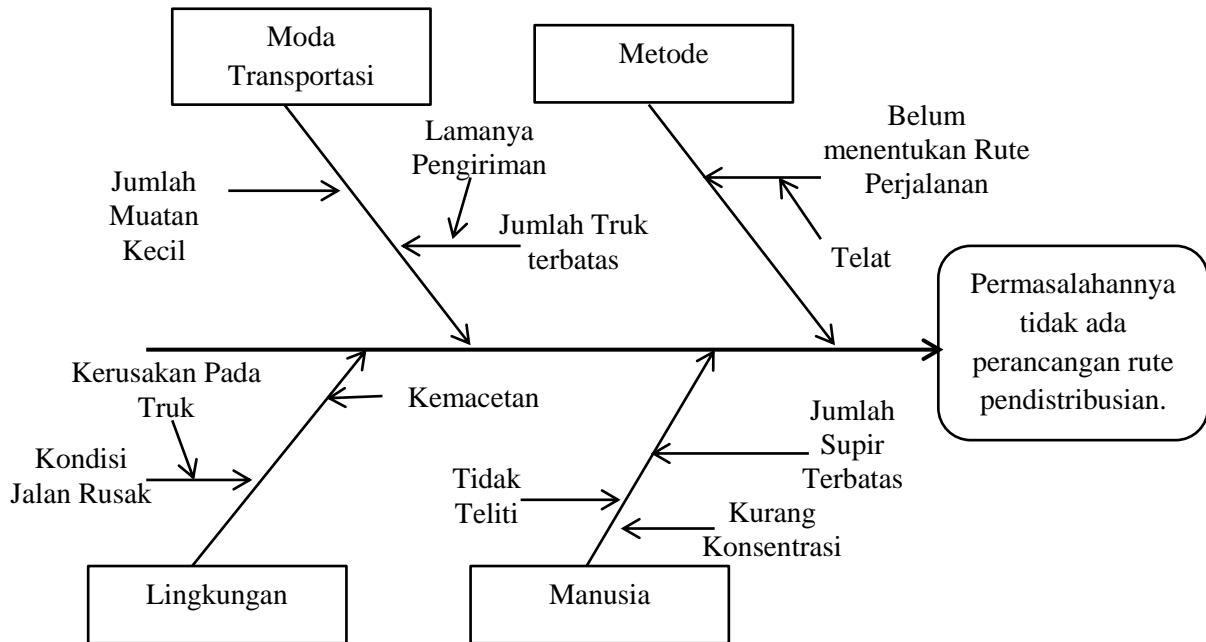 Moda
Transportasi
Metode
Lamanya
Pengiriman
Jumlah
Muatan
Kecil
Jumlah Truk
terbatas
Belum
menentukan Rute
Perjalanan
Telat
Permasalahannya
tidak ada
perancangan rute
pendistribusian.
Kerusakan Pada
Truk
Kemacetan
Kondisi
Jalan Rusak
Jumlah
Supir
Terbatas
Tidak
Teliti
Kurang
Konsentrasi
Lingkungan
Manusia